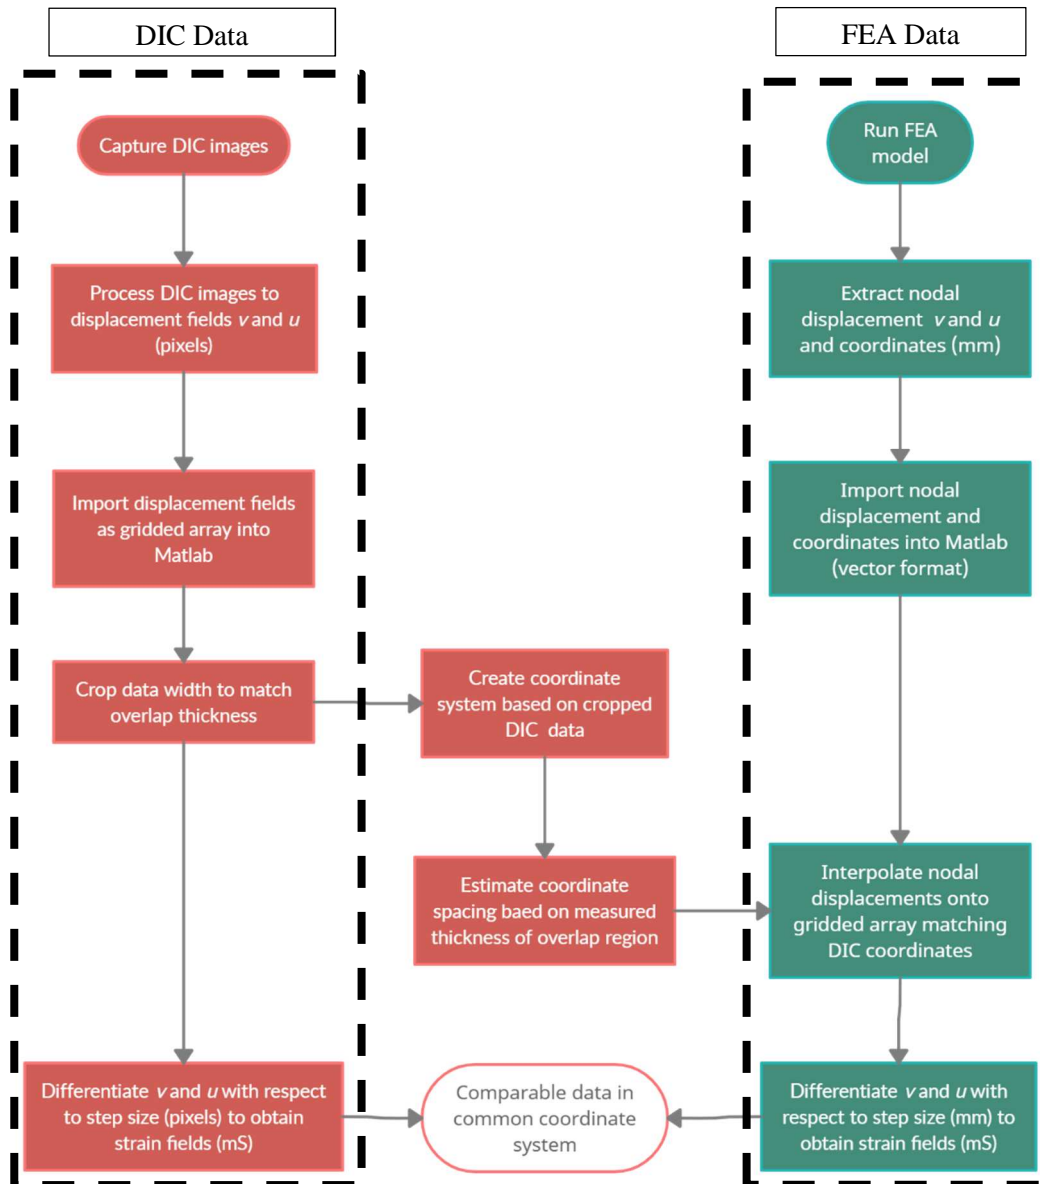 DIC Data
Capture DIC images
Process DIC images to
displacement fields v and u
(pixels)
Import displacement fields
as gridded array into
Matlab
Crop data width to match
overlap thickness
Differentiate v and u with respect
to step size (pixels) to obtain
strain fields (mS)
Create coordinate
system based on cropped
DIC data
Estimate coordinate
spacing baed on measured
thickness of overlap region
Comparable data in
common coordinate
system
FEA Data
Run FEA
model
Extract nodal
displacement v and u
and coordinates (mm)
Import nodal
displacement and
coordinates into Matlab
(vector format)
Interpolate nodal
displacements onto
gridded array matching
DIC coordinates
Differentiate v and u with
respect to step size (mm) to
obtain strain fields (mS)